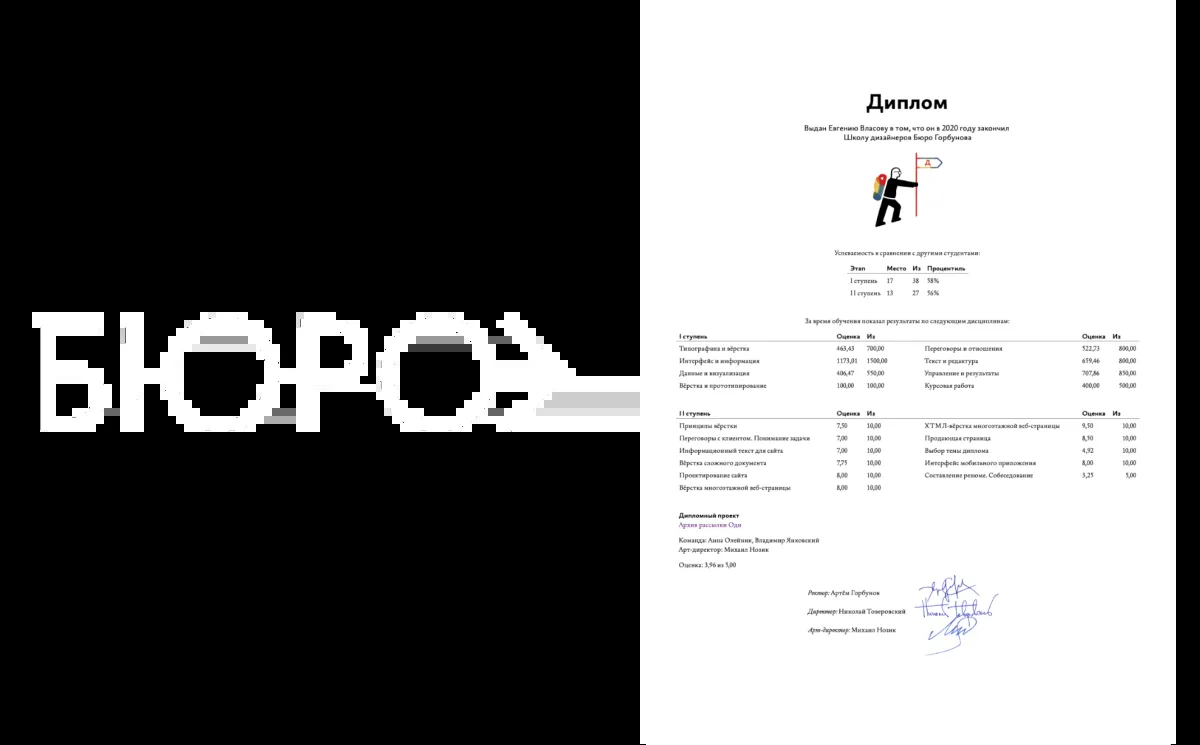 БЮРО
Диплом
Выдан Евгению Власову в том, что он в 2020 году закончил
Школу дизайнеров Бюро Горбунова
Д
Успеваемость в сравнении с другими студентами:
Этап Место Из Процентиль
I ступень 17 38 58%
II ступень 13 27 56%
За время обучения показал результаты по следующим дисциплинам:
I ступень Оценка Из Оценка Из
Типографика и вёрстка 463,45 700,00 Переговоры и отношения 522,73 800,00
Интерфейс и информация 1173,01 1500,00 Текст и редактура 659,46 800,00
Данные и визуализация 406,47 550,00 Управление и результаты 707,86 850,00
Вёрстка и прототипирование 100,00 100,00 Курсовая работа 400,00 500,00
II ступень Оценка Из Оценка Из
Принципы вёрстки 7,50 10,00 ХТМЛ-вёрстка многоэтажной веб-страницы 9,50 10,00
Переговоры с клиентом. Понимание задачи 7,00 10,00 Продающая страница 8,50 10,00
Информационный текст для сайта 7,00 10,00 Выбор темы диплома 4,92 10,00
Вёрстка сложного документа 7,75 10,00 Интерфейс мобильного приложения 8,00 10,00
Проектирование сайта 8,00 10,00 Составление резюме. Собеседование 3,25 5,00
Вёрстка многоэтажной веб-страницы 8,00 10,00
Дипломный проект
Архив рассылки Оди
Команда: Анна Олейник, Владимир Янковский
Арт-директор: Михаил Нозик
Оценка: 3,96 из 5,00
Ректор: Артём Горбунов
Директор: Николай Товеровский
Арт-директор: Михаил Нозик